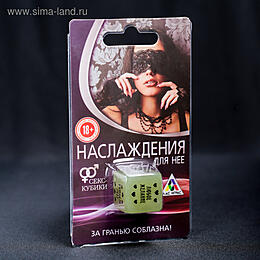 © www.sima-land.ru
18+
НАСЛАЖДЕНИЯ
ДЛЯ НЕЕ
СЕКС-
КУБИКИ
ЗА ГРАНЬЮ СОБЛАЗНА!